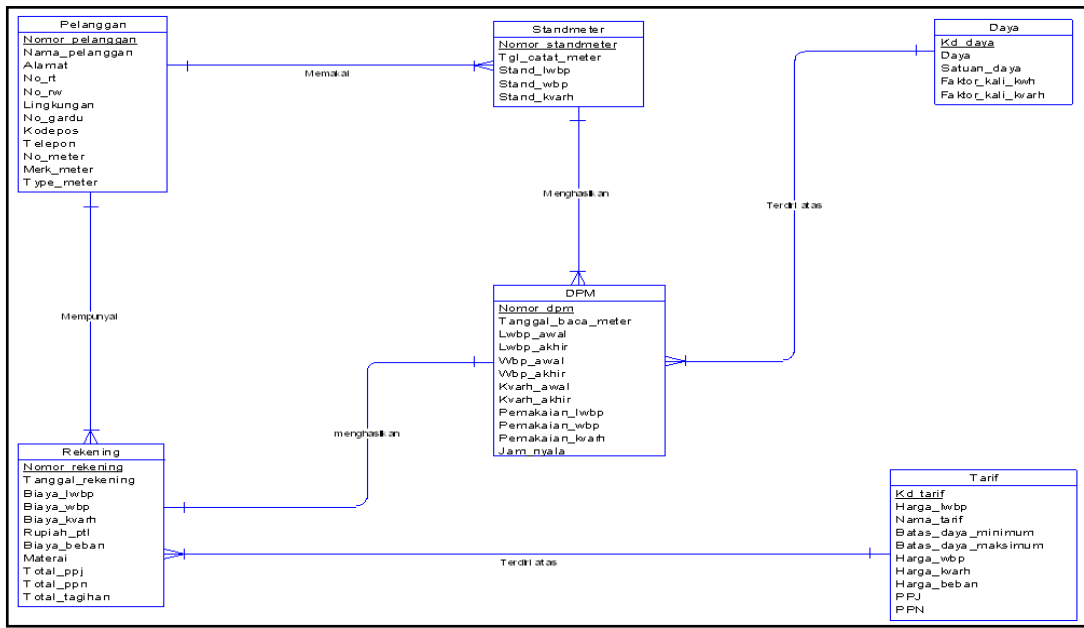 Pelanggan
Nomor_pelanggan
Nama_pelanggan
Alamat
No_rt
No_rw
Lingkungan
No_gardu
Kodepos
Telepon
No_meter
Merk_meter
Type_meter
Memakai
Standmeter
Nomor_standmeter
Tgl_catat_meter
Stand_lwbp
Stand_wbp
Stand_kvarh
Daya
Kd_daya
Daya
Satuan_daya
Faktor_kali_kwh
Faktor_kali_kvarh
Menghasilkan
Terdiri atas
Mempunyai
DPM
Nomor_dpm
Tanggal_baca_meter
Lwbp_awal
Lwbp_akhir
Wbp_awal
Wbp_akhir
Kvarh_awal
Kvarh_akhir
Pemakaian_lwbp
Pemakaian_wbp
Pemakaian_kvarh
Jam_nyala
menghasilkan
Rekening
Nomor_rekening
Tanggal_rekening
Biaya_lwbp
Biaya_wbp
Biaya_kvarh
Rupiah_ptl
Biaya_beban
Materai
Total_ppj
Total_ppn
Total_tagihan
Terdiri atas
Tarif
Kd_tarif
Harga_lwbp
Nama_tarif
Batas_daya_minimum
Batas_daya_maksimum
Harga_wbp
Harga_kvarh
Harga_beban
PPJ
PPN